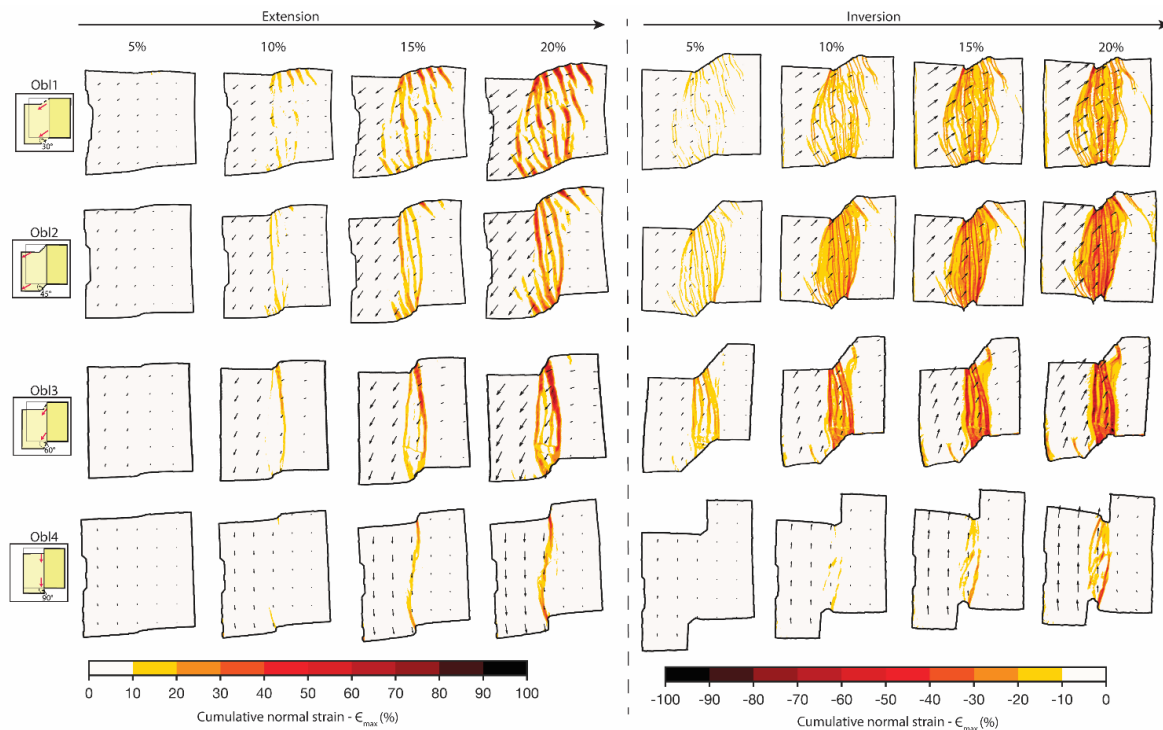 Extension
Inversion
5% 10% 15% 20% 5% 10% 15% 20%
Obl1
30°
Obl2
45°
Obl3
60°
Obl4
90°
0 10 20 30 40 50 60 70 80 90 100
Cumulative normal strain - ϵmax (%)
-100 -90 -80 -70 -60 -50 -40 -30 -20 -10 0
Cumulative normal strain - ϵmax (%)